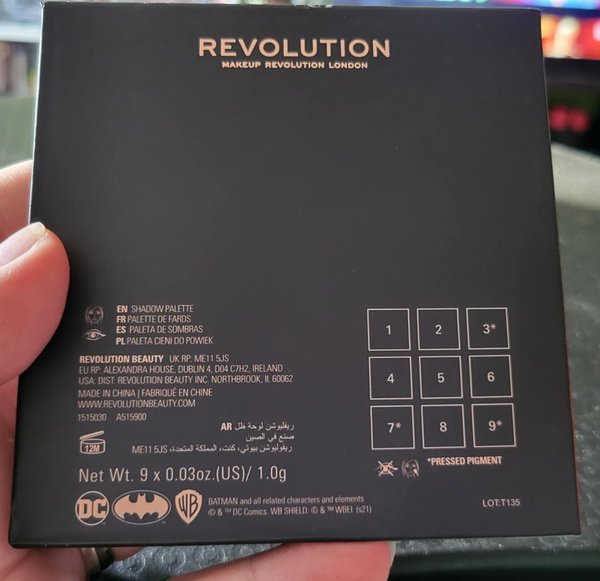 REVOLUTION
MAKEUP REVOLUTION LONDON
EN SHADOW PALETTE
FR PALETTE DE FARDS
ES PALETA DE SOMBRAS
PL PALETA CIENI DO POWIEK
REVOLUTION BEAUTY UK RP: ME11 5JS
EU RP: ALEXANDRA HOUSE, DUBLIN 4, D04 C7H2, IRELAND .
USA: DIST: REVOLUTION BEAUTY INC. NORTHBROOK, IL 60062
MADE IN CHINA | FABRIQUÉ EN CHINE
WWW.REVOLUTIONBEAUTY.COM
1515030 A515900
ريفليوشن لوحة ظل AR
صنع في الصين
ريفوليوشن بيوتي، كنت، المملكة المتحدة، ME11 5JS
12M
Net Wt. 9 x 0.03oz.(US)/ 1.0g
1 2 3*
4 5 6
7* 8 9*
*PRESSED PIGMENT
DC
BATMAN
WB
BATMAN and all related characters and elements
© & ™ DC Comics. WB SHIELD: © & ™ WBEI. (s21)
LOT:T135